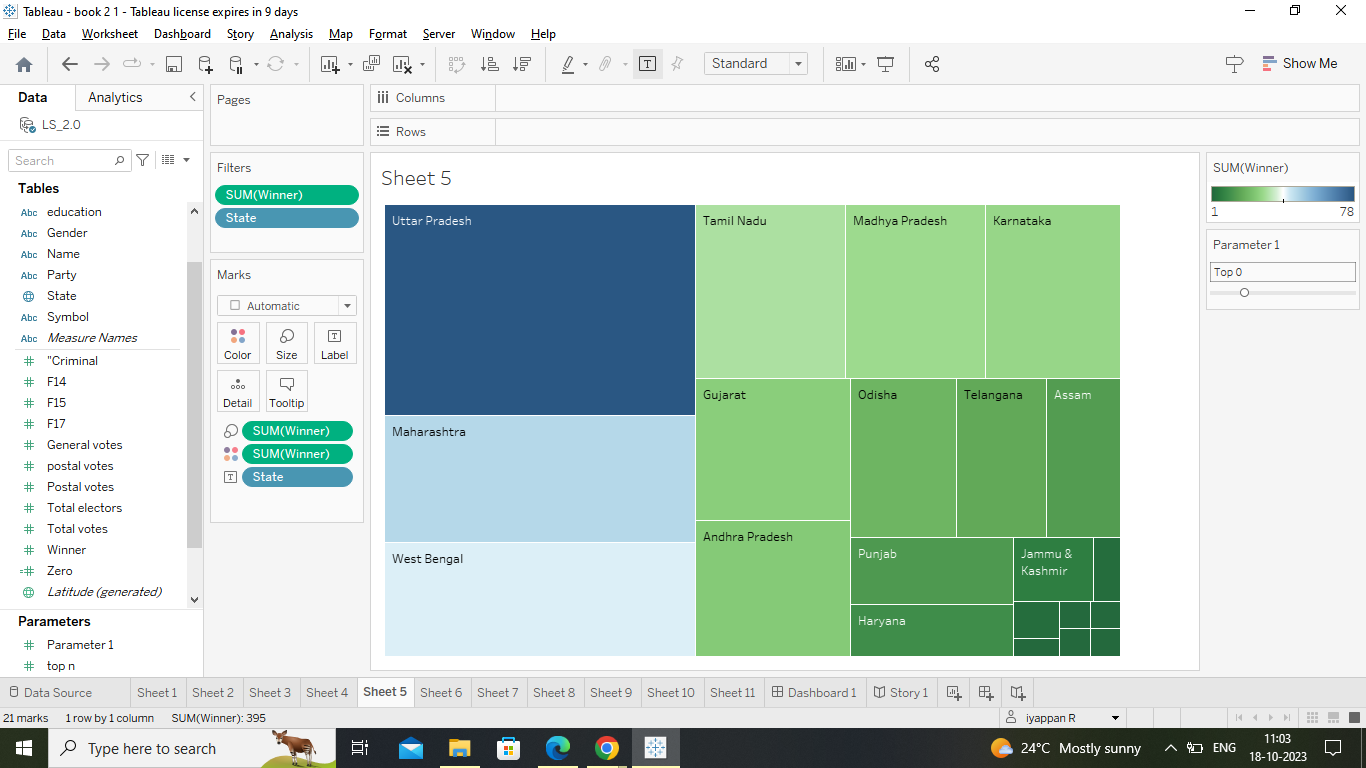 Tableau - book 2 1 - Tableau license expires in 9 days
File Data Worksheet Dashboard Story Analysis Map Format Server Window Help
Standard
Show Me
Data Analytics
LS_2.0
Search
Tables
Abc education
Abc Gender
Abc Name
Abc Party
State
Abc Symbol
Abc Measure Names
"Criminal
F14
F15
F17
General votes
postal votes
Postal votes
Total electors
Total votes
Winner
Zero
Latitude (generated)
Parameters
Parameter 1
top n
Pages
Filters
SUM(Winner)
State
Marks
Automatic
Color Size Label
Detail Tooltip
SUM(Winner)
SUM(Winner)
State
Columns
Rows
Sheet 5
Uttar Pradesh
Maharashtra
West Bengal
Tamil Nadu
Madhya Pradesh
Karnataka
Gujarat
Andhra Pradesh
Odisha
Telangana
Assam
Punjab
Haryana
Jammu &
Kashmir
SUM(Winner)
1 78
Parameter 1
Top 0
Data Source Sheet 1 Sheet 2 Sheet 3 Sheet 4 Sheet 5 Sheet 6 Sheet 7 Sheet 8 Sheet 9 Sheet 10 Sheet 11 Dashboard 1 Story 1
21 marks 1 row by 1 column SUM(Winner): 395 iyappan R
Type here to search
24°C Mostly sunny
ENG
11:03
18-10-2023